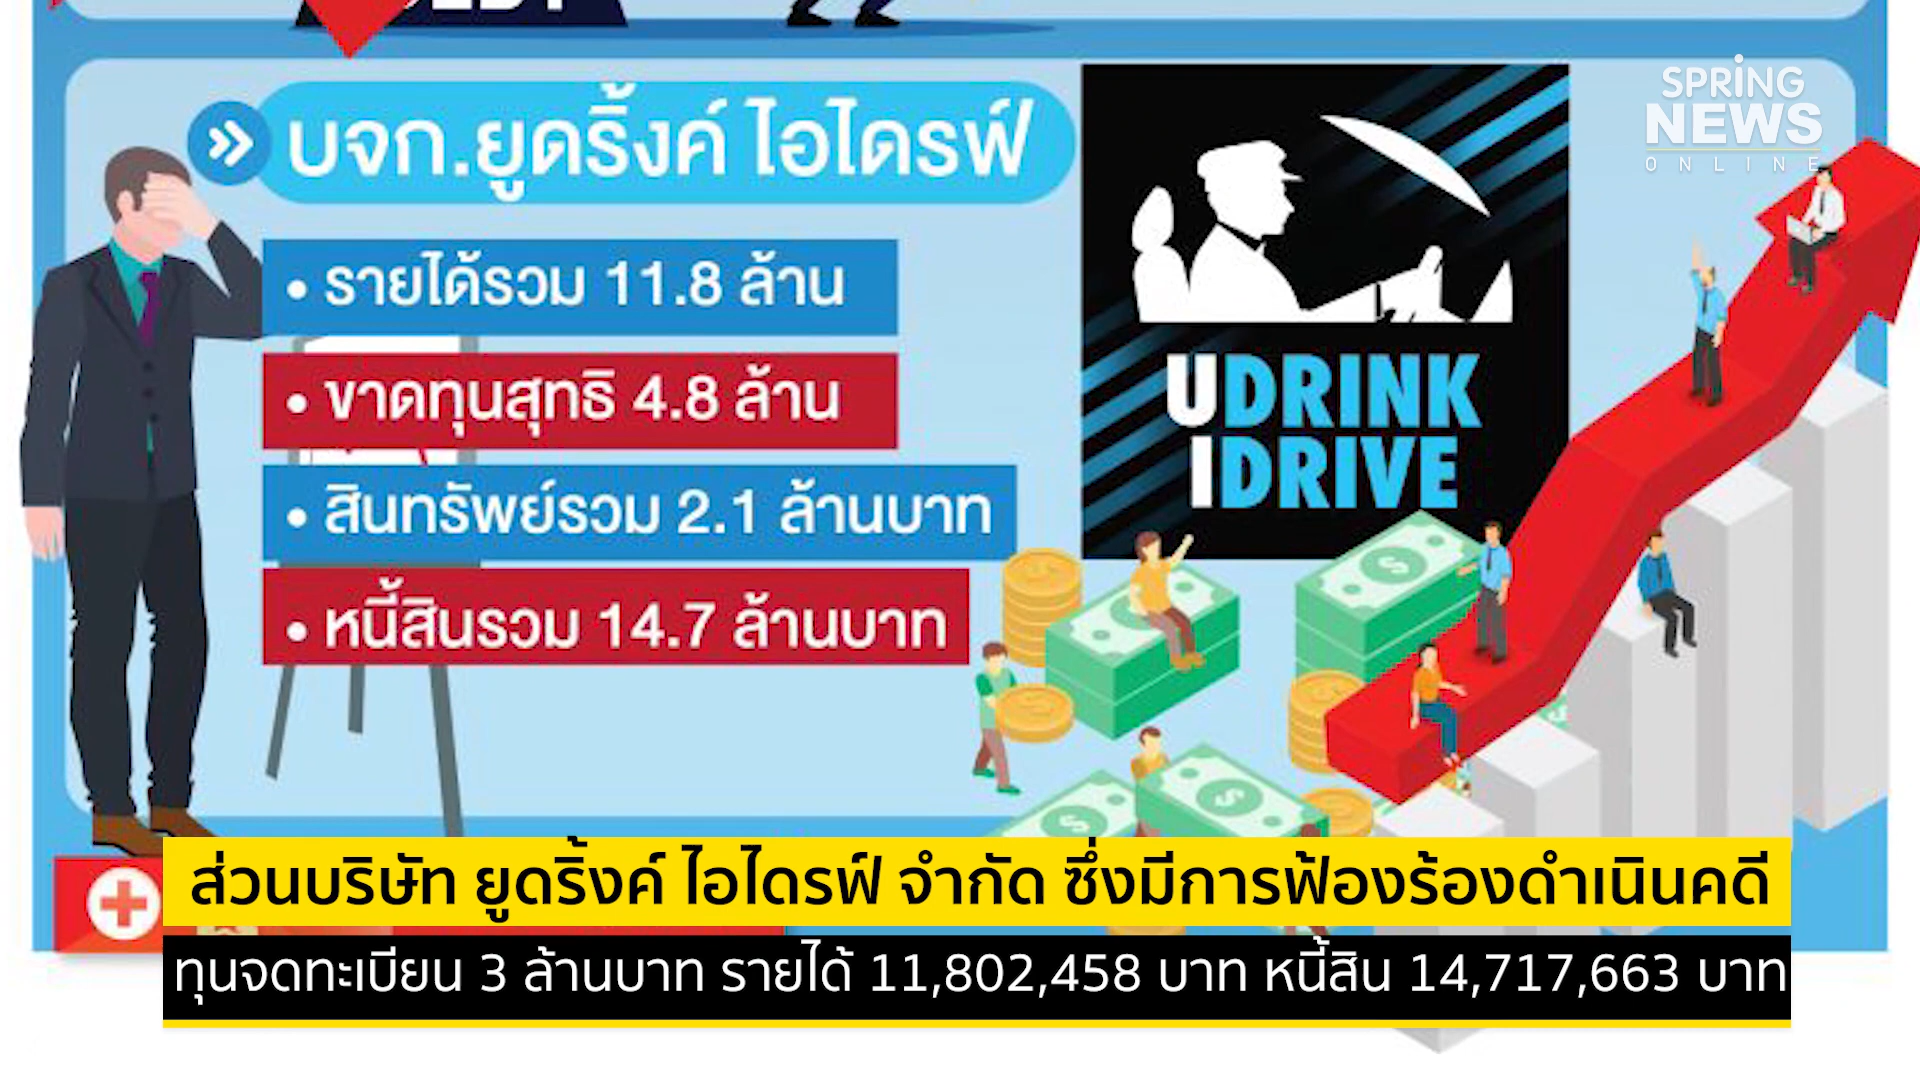 SPRiNG
NEWS
ONLINE
บจก.ยูดริ้งค์ ไอไดรฟ์
• รายได้รวม 11.8 ล้าน
• ขาดทุนสุทธิ 4.8 ล้าน
• สินทรัพย์รวม 2.1 ล้านบาท
• หนี้สินรวม 14.7 ล้านบาท
UDRINK
IDRIVE
ส่วนบริษัท ยูดริ้งค์ ไอไดรฟ์ จำกัด ซึ่งมีการฟ้องร้องดำเนินคดี
ทุนจดทะเบียน 3 ล้านบาท รายได้ 11,802,458 บาท หนี้สิน 14,717,663 บาท